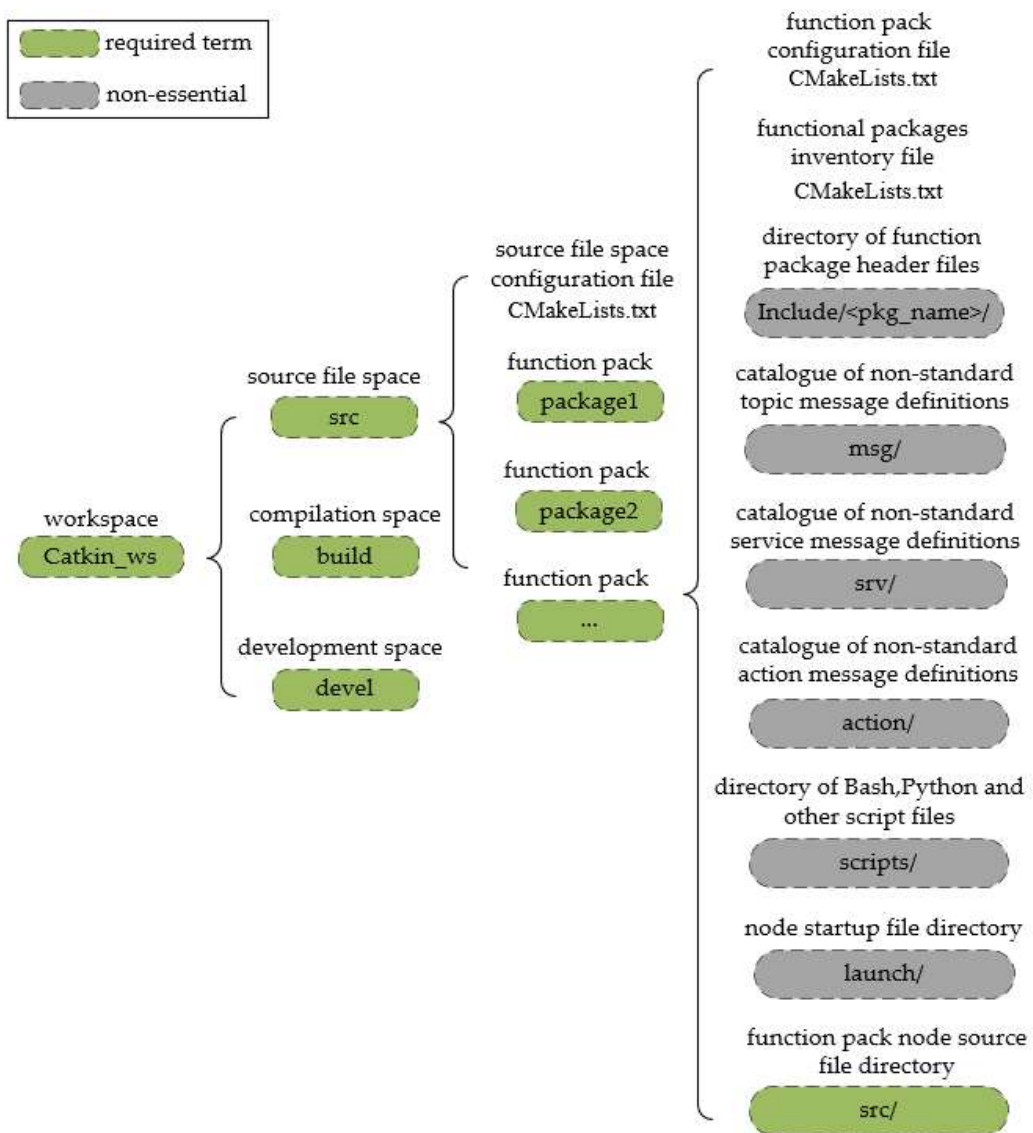 required term
non-essential
workspace
Catkin_ws
source file space
src
compilation space
build
development space
devel
source file space
configuration file
CMakeLists.txt
function pack
package1
function pack
package2
function pack
...
function pack
configuration file
CMakeLists.txt
functional packages
inventory file
CMakeLists.txt
directory of function
package header files
Include/<pkg_name>/
catalogue of non-standard
topic message definitions
msg/
catalogue of non-standard
service message definitions
srv/
catalogue of non-standard
action message definitions
action/
directory of Bash,Python and
other script files
scripts/
node startup file directory
launch/
function pack node source
file directory
src/